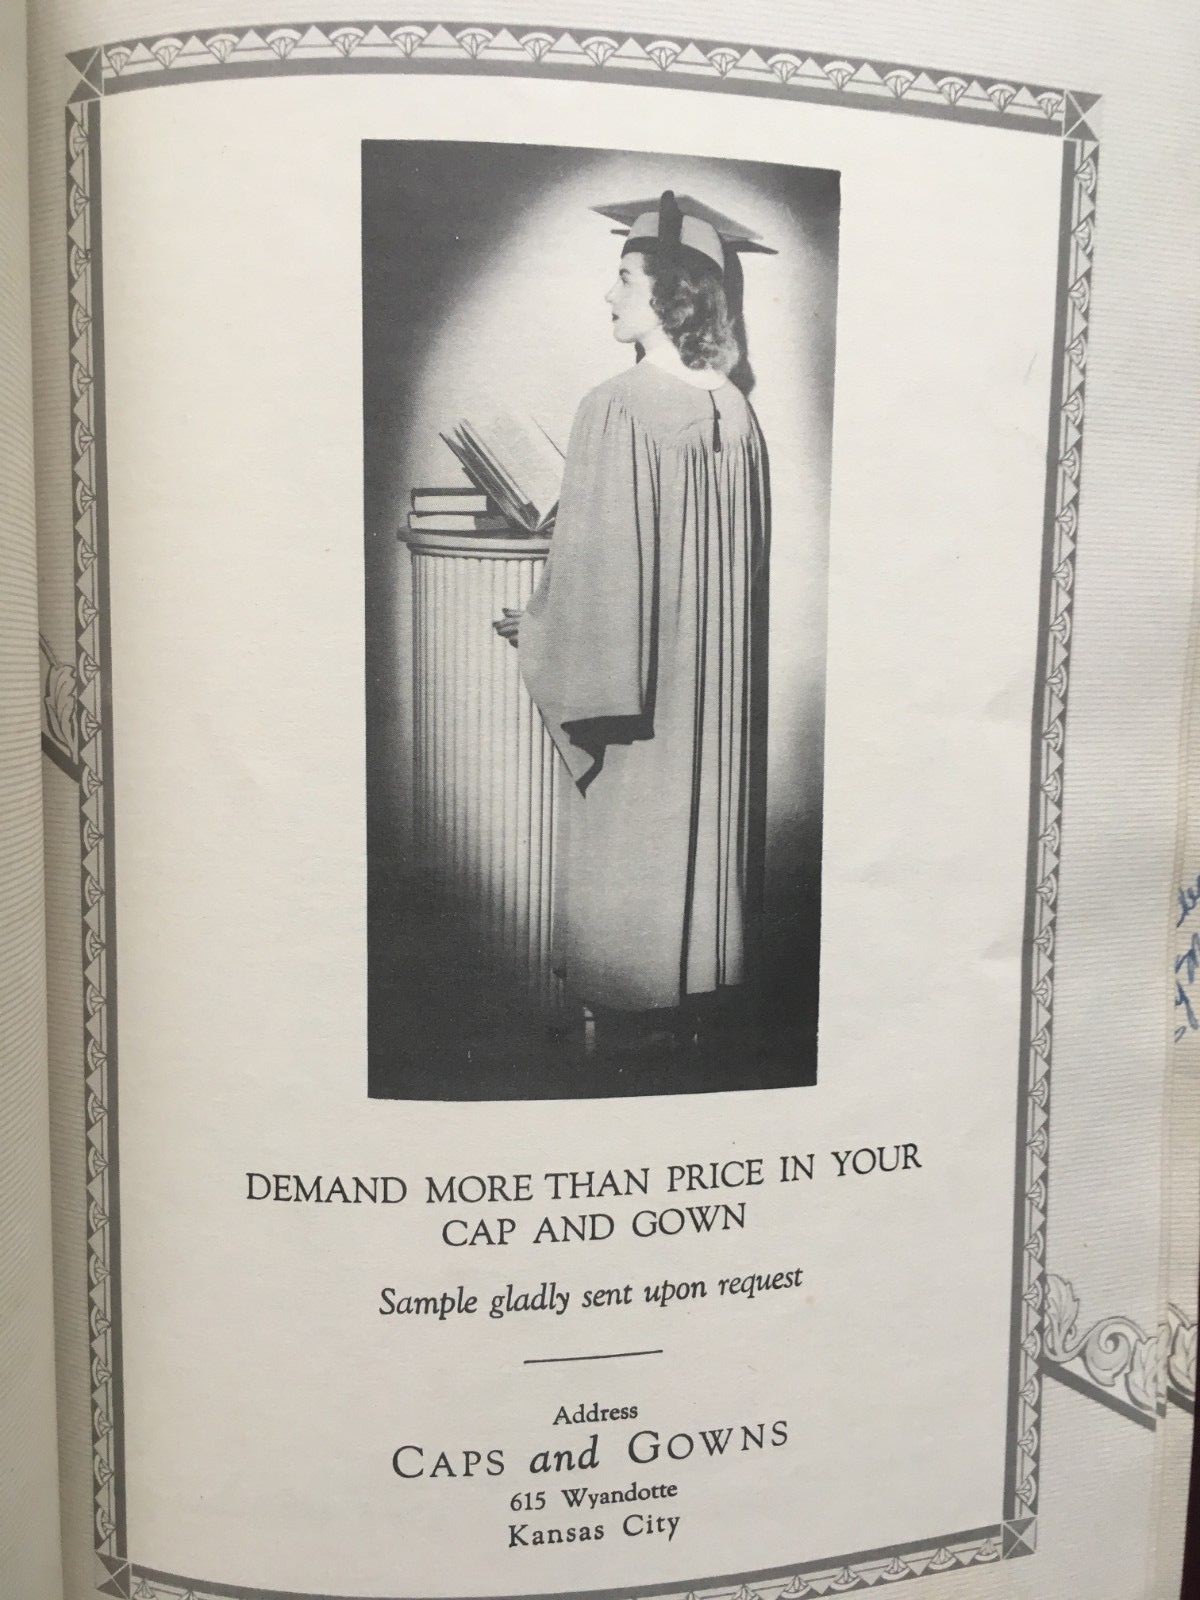 DEMAND MORE THAN PRICE IN YOUR
CAP AND GOWN
Sample gladly sent upon request
Address
CAPS and GOWNS
615 Wyandotte
Kansas City